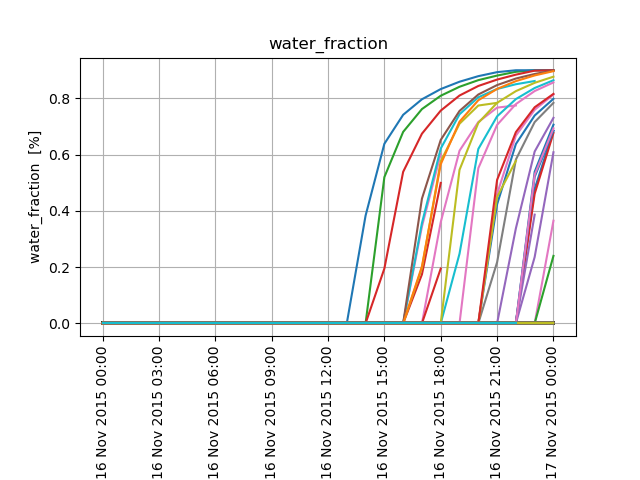 water_fraction
water_fraction [%]
0.8
0.6
0.4
0.2
0.0
16 Nov 2015 00:00
16 Nov 2015 03:00
16 Nov 2015 06:00
16 Nov 2015 09:00
16 Nov 2015 12:00
16 Nov 2015 15:00
16 Nov 2015 18:00
16 Nov 2015 21:00
17 Nov 2015 00:00